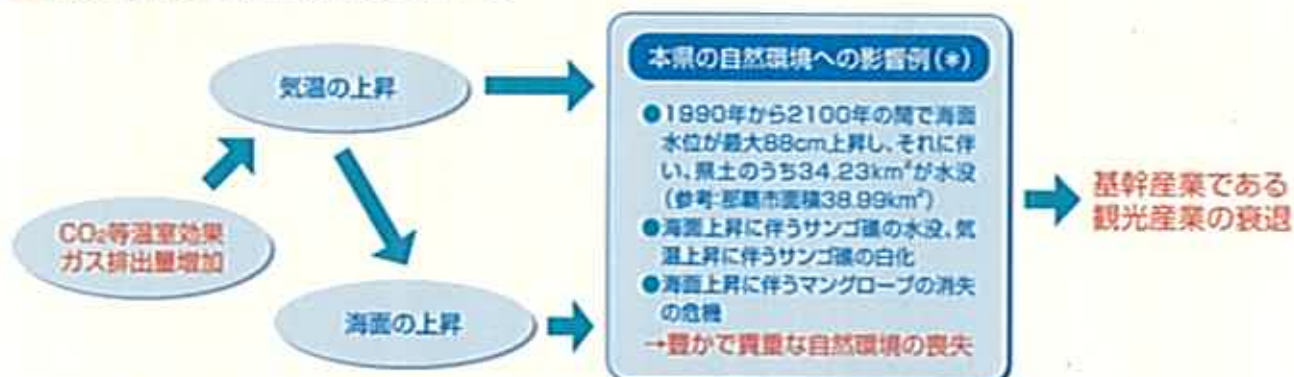 気温の上昇
CO₂等温室効果
ガス排出量増加
海面の上昇
本県の自然環境への影響例(*)
●1990年から2100年の間で海面
水位が最大88cm上昇し、それに伴
い、県土のうち34.23km²が水没
(参考:那覇市面積38.99km²)
●海面上昇に伴うサンゴ礁の水没、気
温上昇に伴うサンゴ礁の白化
●海面上昇に伴うマングローブの消失
の危機
→豊かで貴重な自然環境の喪失
基幹産業である
観光産業の衰退